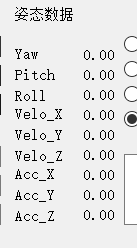 姿态数据
Yaw 0.00
Pitch 0.00
Roll 0.00
Velo_X 0.00
Velo_Y 0.00
Velo_Z 0.00
Acc_X 0.00
Acc_Y 0.00
Acc_Z 0.00